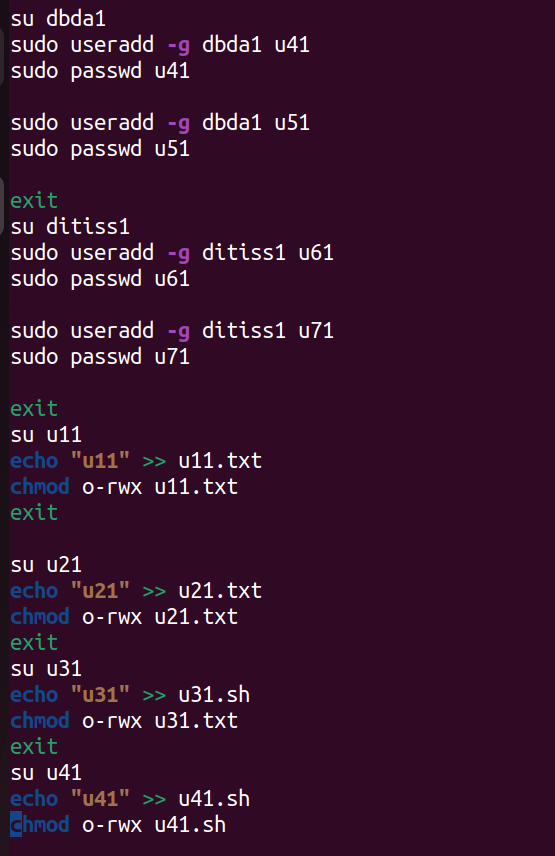 su dbda1
sudo useradd -g dbda1 u41
sudo passwd u41
sudo useradd -g dbda1 u51
sudo passwd u51
exit
su ditiss1
sudo useradd -g ditiss1 u61
sudo passwd u61
sudo useradd -g ditiss1 u71
sudo passwd u71
exit
su u11
echo "u11" >> u11.txt
chmod o-rwx u11.txt
exit
su u21
echo "u21" >> u21.txt
chmod o-rwx u21.txt
exit
su u31
echo "u31" >> u31.sh
chmod o-rwx u31.txt
exit
su u41
echo "u41" >> u41.sh
chmod o-rwx u41.sh